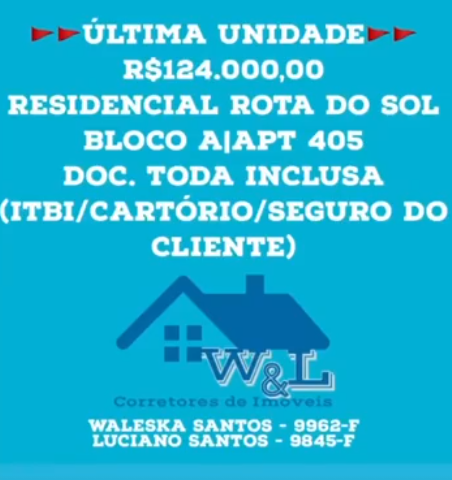 ÚLTIMA UNIDADE
R$124.000,00
RESIDENCIAL ROTA DO SOL
BLOCO A|APT 405
DOC. TODA INCLUSA
(ITBI/CARTÓRIO/SEGURO DO
CLIENTE)
W&L
Corretores de Imóveis
WALESKA SANTOS - 9962-F
LUCIANO SANTOS - 9845-F